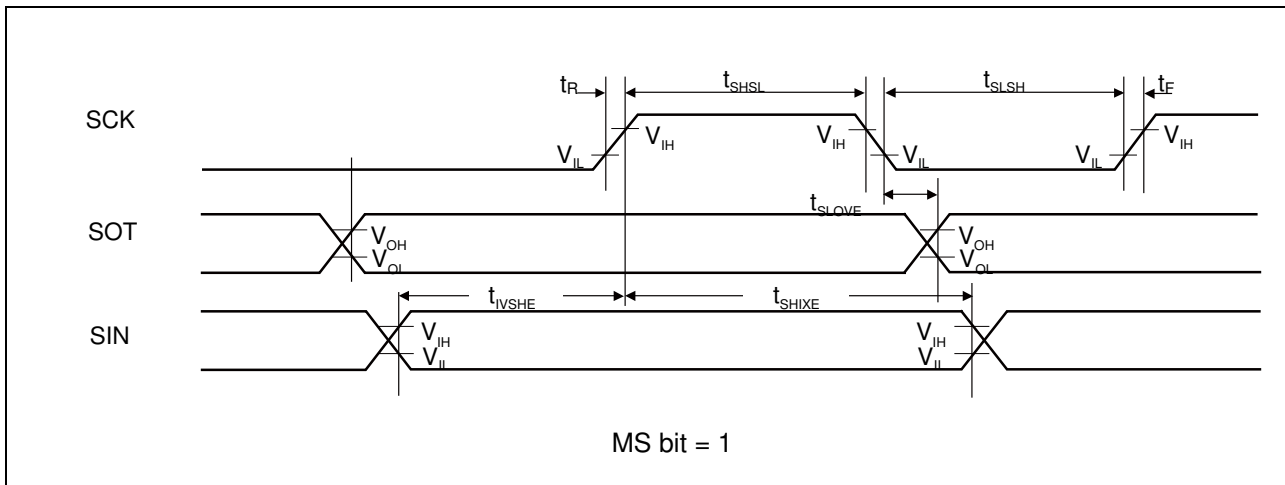 tR tSHSL tSLSH tF
SCK
VIH VIH VIH
VIL VIL VIL
tSLOVE
SOT
VOH VOH
VOL VOL
tIVSHE tSHIXE
SIN
VIH VIH
VIL VIL
MS bit = 1